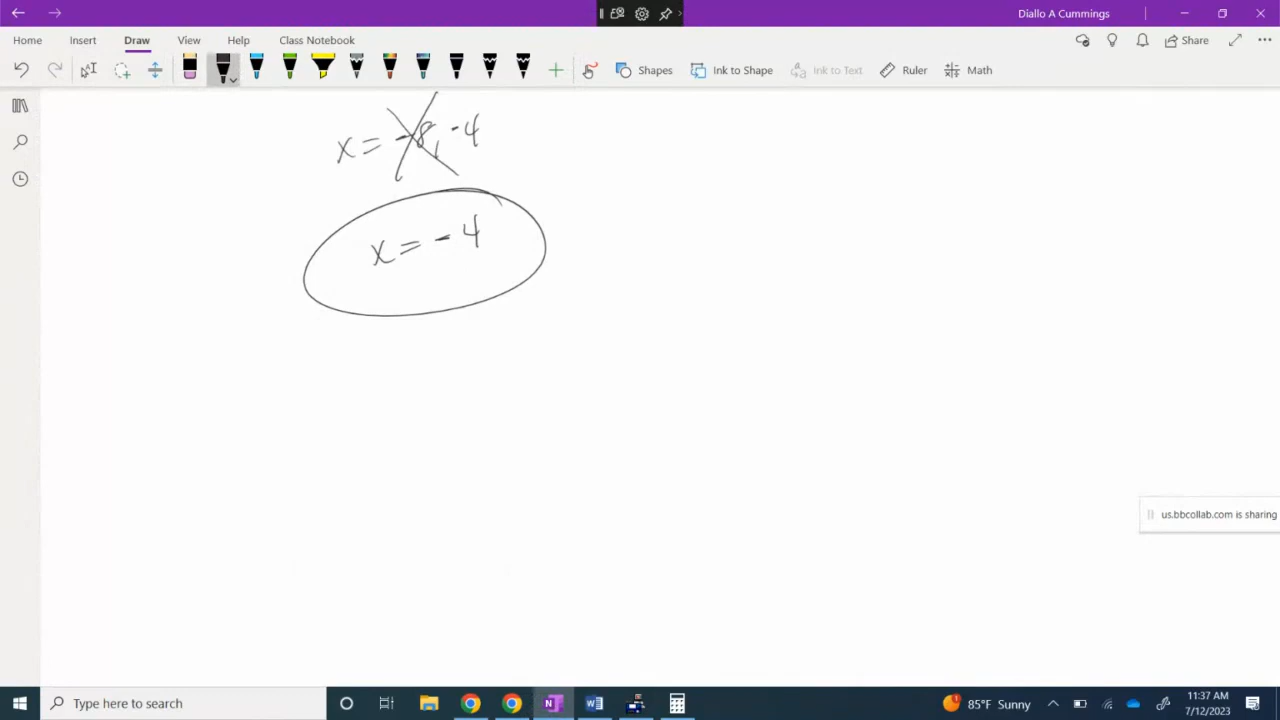 Diallo A Cummings
Home Insert Draw View Help Class Notebook Share
Shapes Ink to Shape Ink to Text Ruler Math
x = -8, -4
x = -4
us.bbcollab.com is sharing
Type here to search 85°F Sunny 11:37 AM
7/12/2023